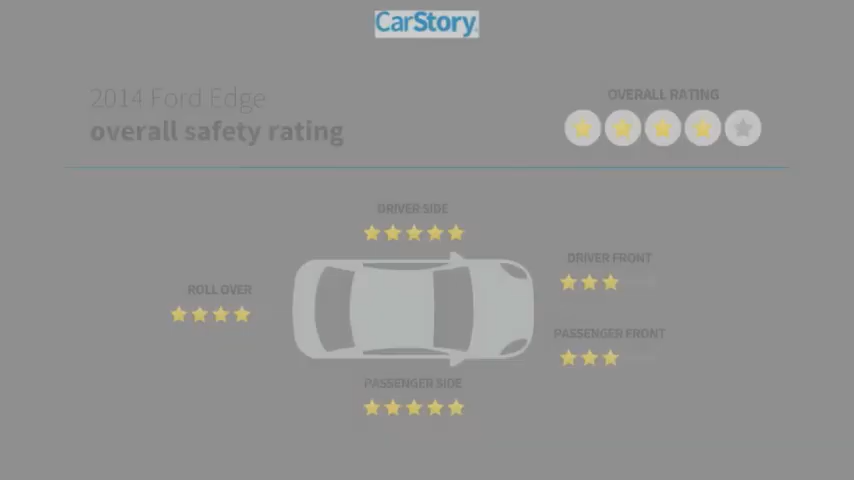 CarStory
2014 Ford Edge
overall safety rating
OVERALL RATING
DRIVER SIDE
DRIVER FRONT
ROLL OVER
PASSENGER FRONT
PASSENGER SIDE